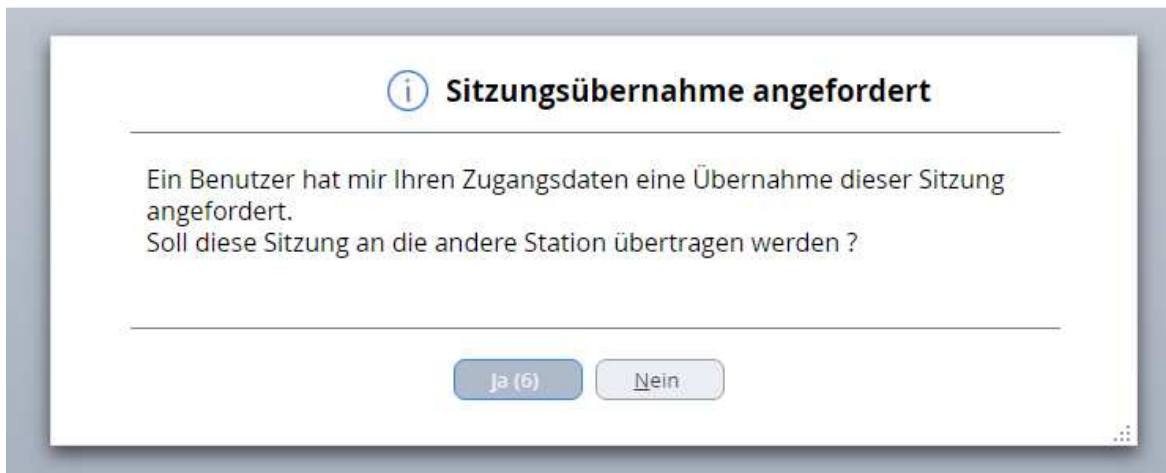 Sitzungsübernahme angefordert
Ein Benutzer hat mir Ihren Zugangsdaten eine Übernahme dieser Sitzung
angefordert.
Soll diese Sitzung an die andere Station übertragen werden ?
Ja (6)
Nein